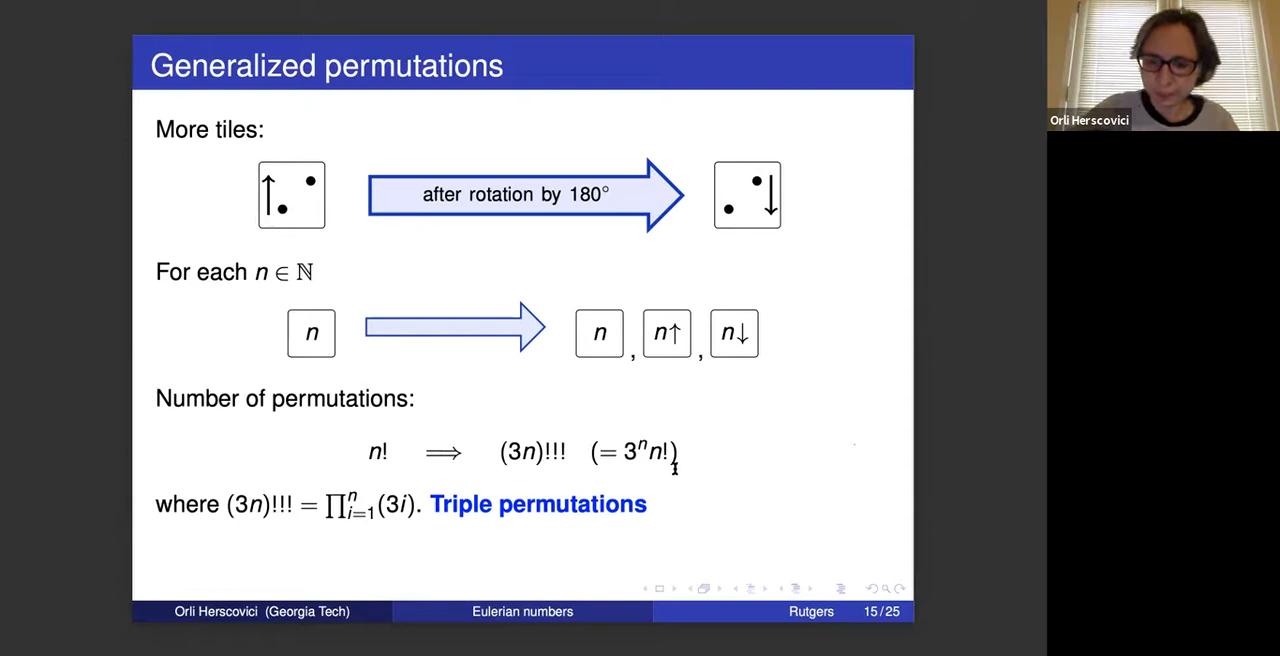 Generalized permutations
More tiles:
after rotation by 180°
For each n ∈ ℕ
n
n , n↑ , n↓
Number of permutations:
n! ⟹ (3n)!!! (= 3ⁿn!)
where (3n)!!! = ∏ⁿᵢ₌₁(3i). Triple permutations
Orli Herscovici (Georgia Tech) Eulerian numbers Rutgers 15/25
Orli Herscovici